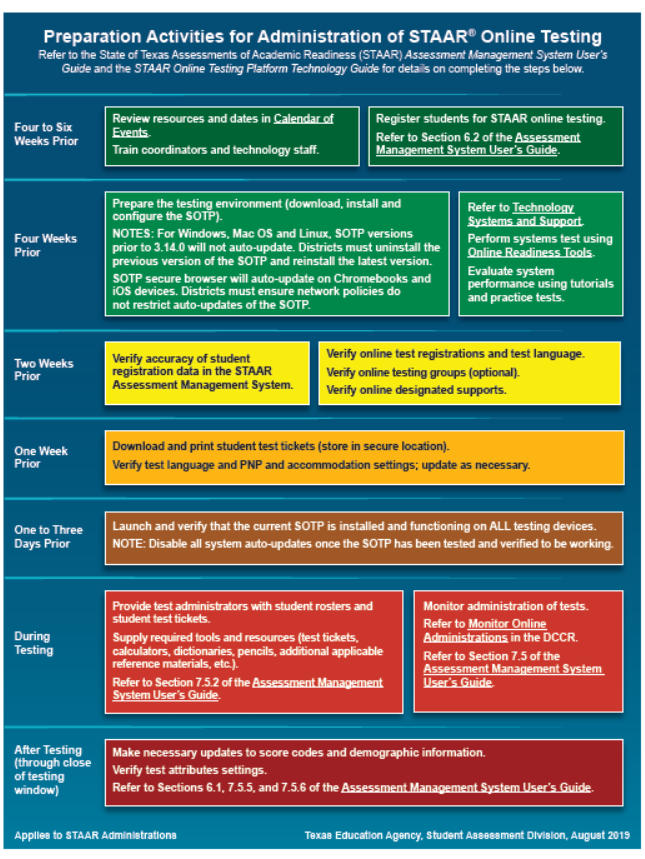 Preparation Activities for Administration of STAAR® Online Testing
Refer to the State of Texas Assessments of Academic Readiness (STAAR) Assessment Management System User's
Guide and the STAAR Online Testing Platform Technology Guide for details on completing the steps below.
Four to Six
Weeks Prior
Review resources and dates in Calendar of
Events.
Train coordinators and technology staff.
Register students for STAAR online testing.
Refer to Section 6.2 of the Assessment
Management System User's Guide.
Four Weeks
Prior
Prepare the testing environment (download, install and
configure the SOTP).
NOTES: For Windows, Mac OS and Linux, SOTP versions
prior to 3.14.0 will not auto-update. Districts must uninstall the
previous version of the SOTP and reinstall the latest version.
SOTP secure browser will auto-update on Chromebooks and
iOS devices. Districts must ensure network policies do
not restrict auto-updates of the SOTP.
Refer to Technology
Systems and Support.
Perform systems test using
Online Readiness Tools.
Evaluate system
performance using tutorials
and practice tests.
Two Weeks
Prior
Verify accuracy of student
registration data in the STAAR
Assessment Management System.
Verify online test registrations and test language.
Verify online testing groups (optional).
Verify online designated supports.
One Week
Prior
Download and print student test tickets (store in secure location).
Verify test language and PNP and accommodation settings; update as necessary.
One to Three
Days Prior
Launch and verify that the current SOTP is installed and functioning on ALL testing devices.
NOTE: Disable all system auto-updates once the SOTP has been tested and verified to be working.
During
Testing
Provide test administrators with student rosters and
student test tickets.
Supply required tools and resources (test tickets,
calculators, dictionaries, pencils, additional applicable
reference materials, etc.).
Refer to Section 7.5.2 of the Assessment Management
System User's Guide.
Monitor administration of tests.
Refer to Monitor Online
Administrations in the DCCR.
Refer to Section 7.5 of the
Assessment Management System
User's Guide.
After Testing
(through close
of testing
window)
Make necessary updates to score codes and demographic information.
Verify test attributes settings.
Refer to Sections 6.1, 7.5.5, and 7.5.6 of the Assessment Management System User's Guide.
Applies to STAAR Administrations
Texas Education Agency, Student Assessment Division, August 2019